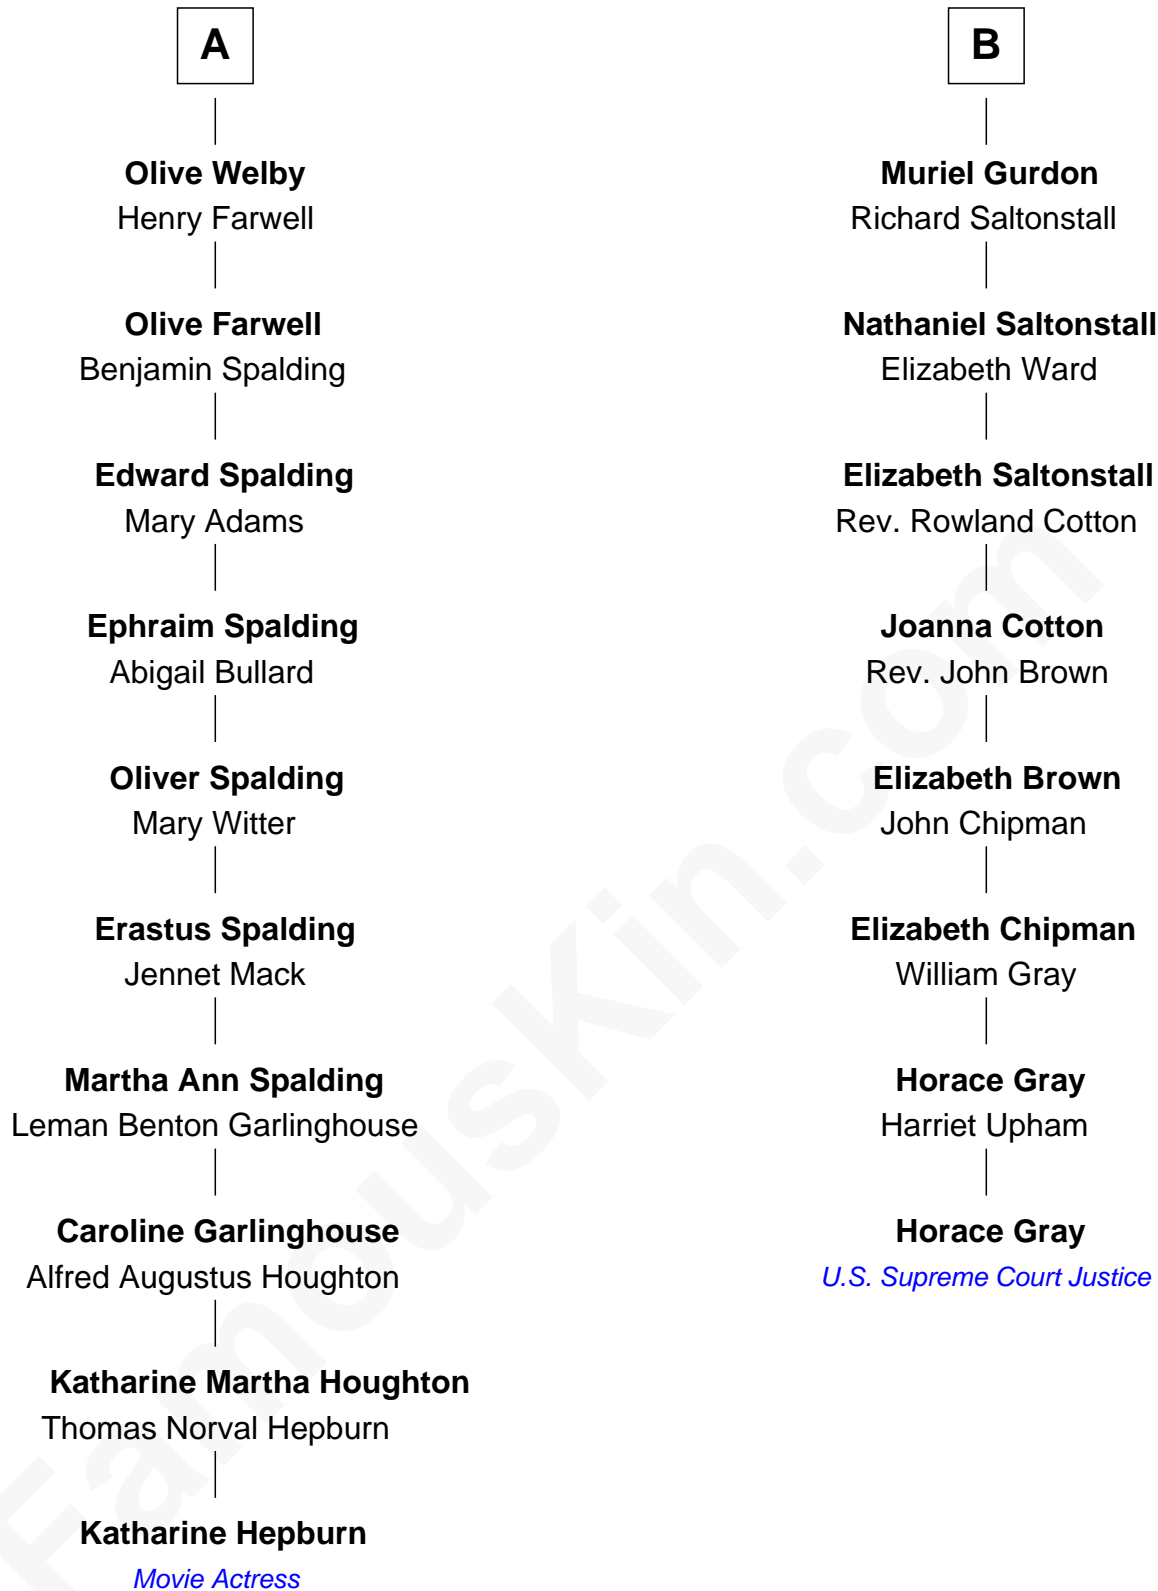 A
Olive Welby
Henry Farwell
Olive Farwell
Benjamin Spalding
Edward Spalding
Mary Adams
Ephraim Spalding
Abigail Bullard
Oliver Spalding
Mary Witter
Erastus Spalding
Jennet Mack
Martha Ann Spalding
Leman Benton Garlinghouse
Caroline Garlinghouse
Alfred Augustus Houghton
Katharine Martha Houghton
Thomas Norval Hepburn
Katharine Hepburn
Movie Actress
B
Muriel Gurdon
Richard Saltonstall
Nathaniel Saltonstall
Elizabeth Ward
Elizabeth Saltonstall
Rev. Rowland Cotton
Joanna Cotton
Rev. John Brown
Elizabeth Brown
John Chipman
Elizabeth Chipman
William Gray
Horace Gray
Harriet Upham
Horace Gray
U.S. Supreme Court Justice
FamousKin.com